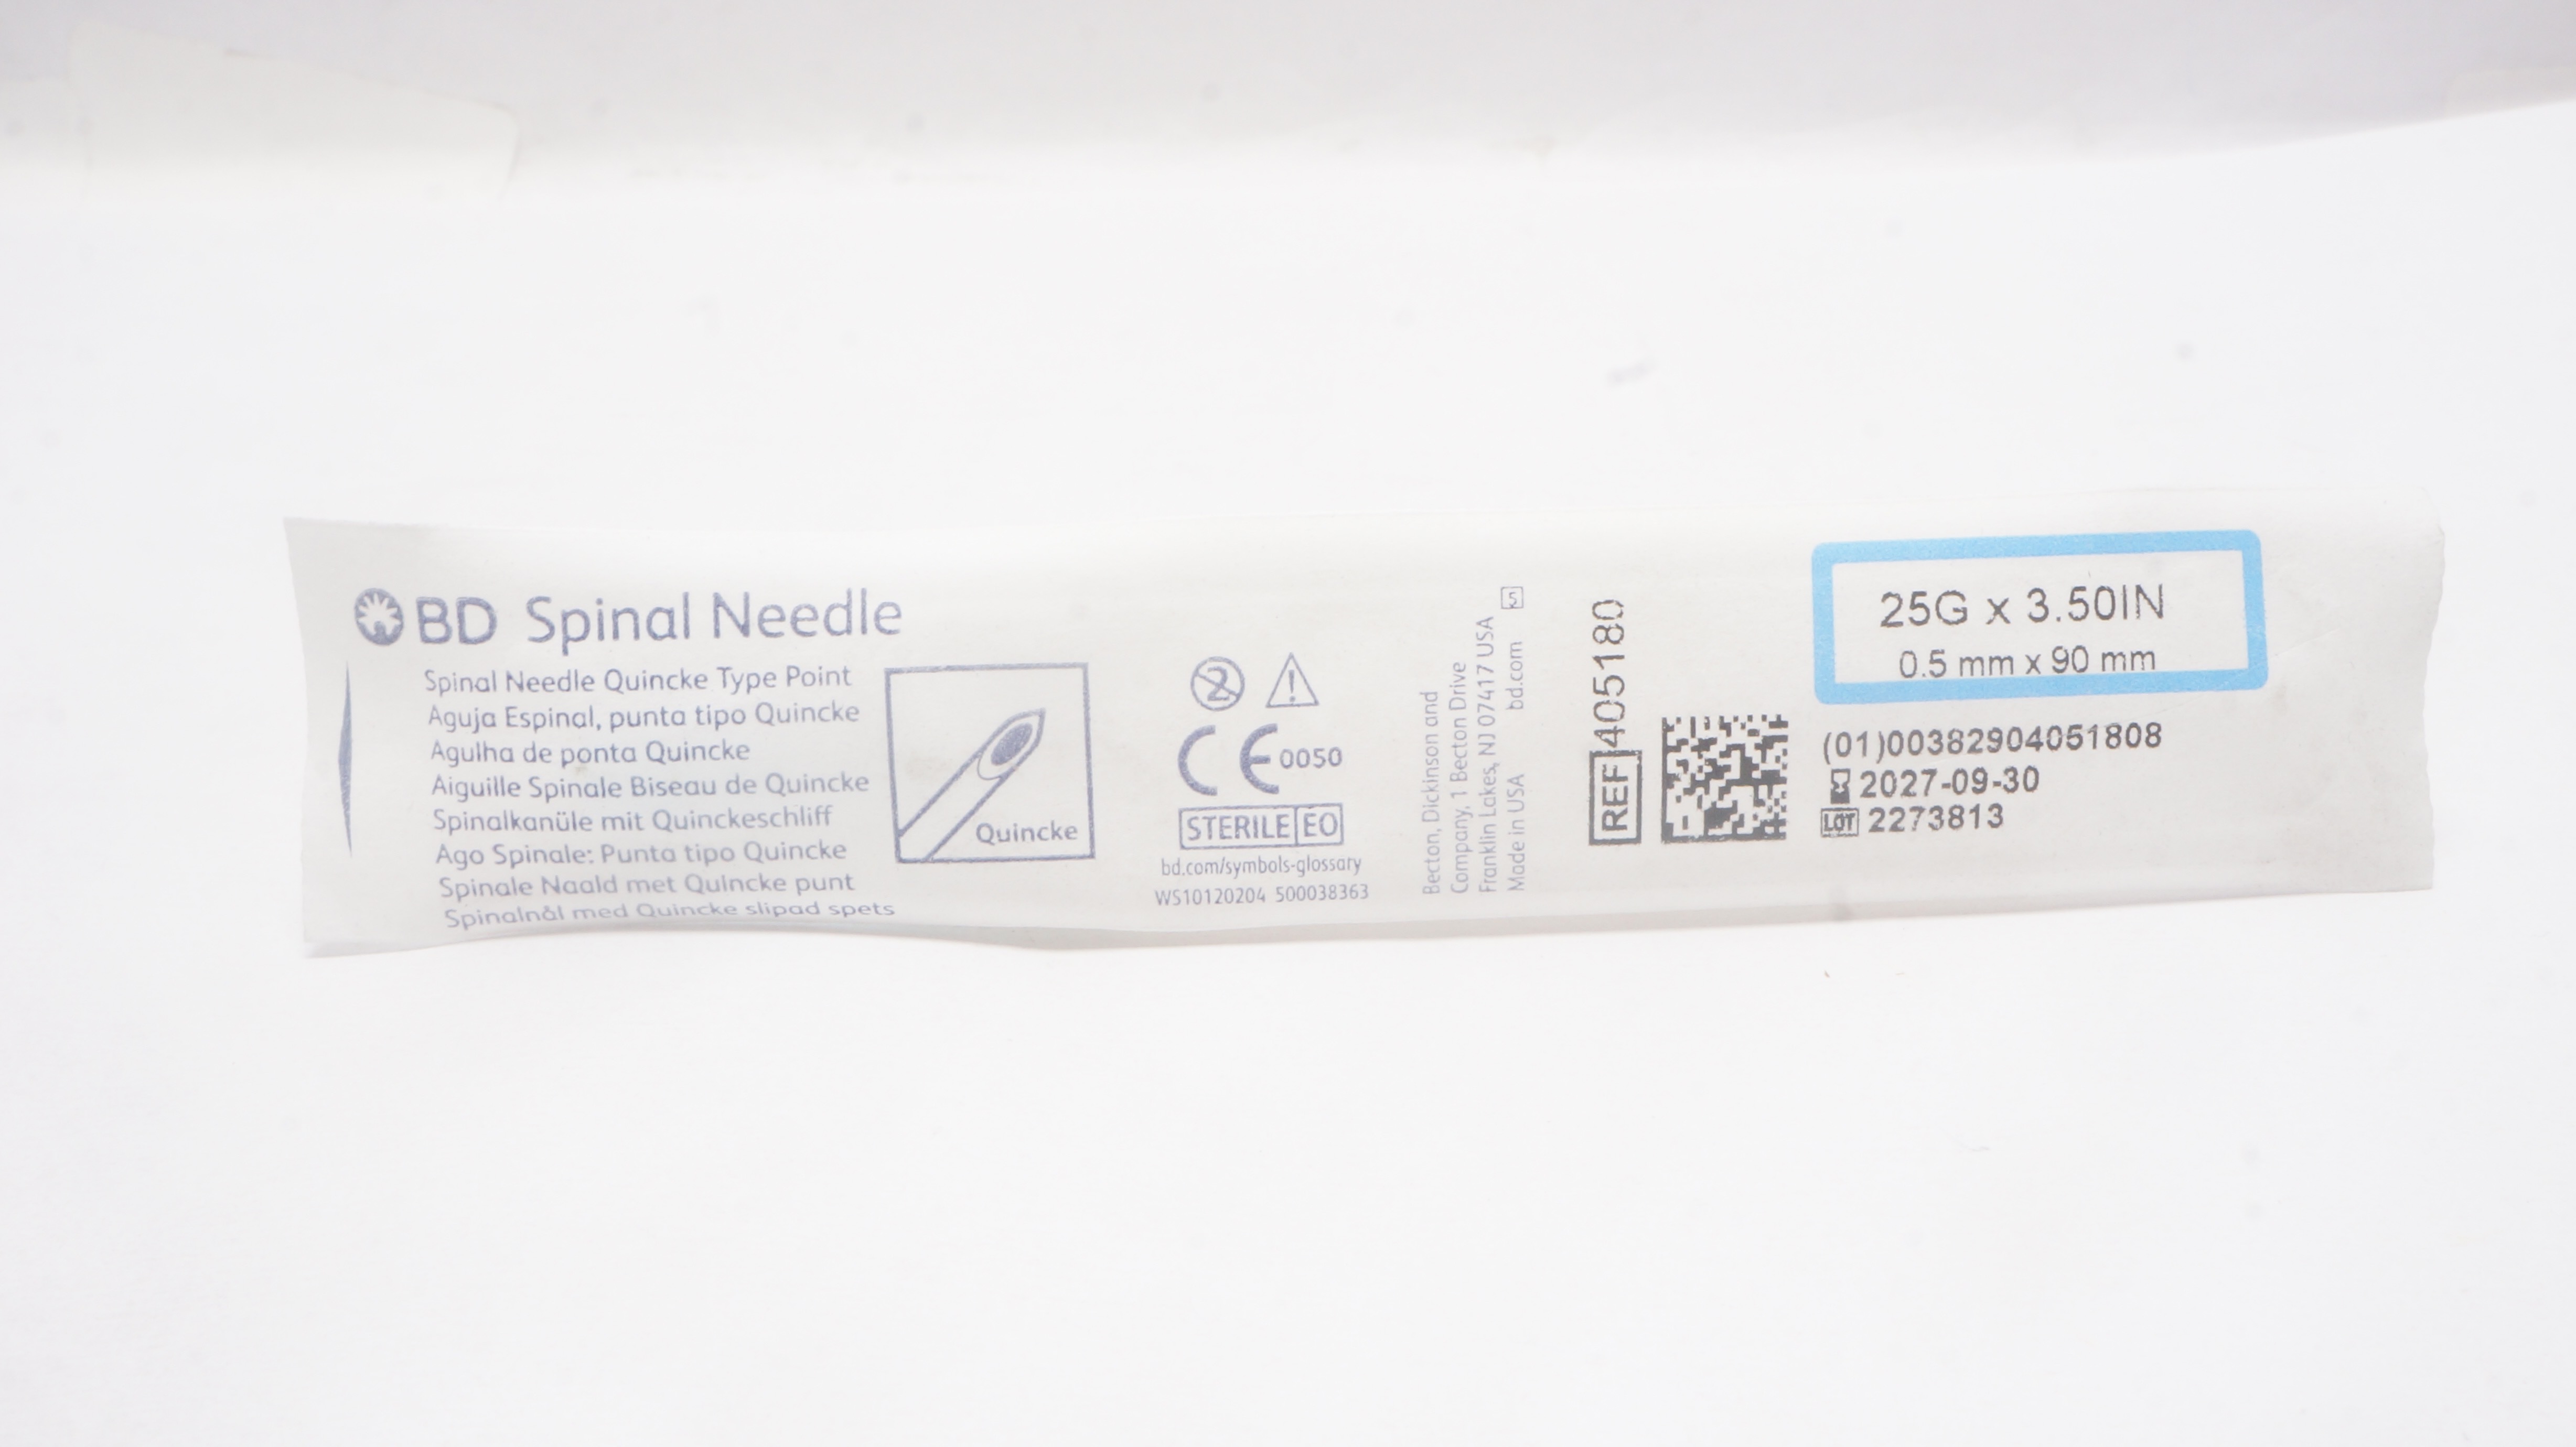 BD Spinal Needle
Spinal Needle Quincke Type Point
Aguja Espinal, punta tipo Quincke
Agulha de ponta Quincke
Aiguille Spinale Biseau de Quincke
Spinalkanüle mit Quinckeschliff
Ago Spinale: Punta tipo Quincke
Spinale Naald met Quincke punt
Spinalnål med Quincke slipad spets
Quincke
2
CE 0050
STERILE EO
bd.com/symbols-glossary
WS10120204 500038363
Becton, Dickinson and
Company, 1 Becton Drive
Franklin Lakes, NJ 07417 USA
Made in USA bd.com 5
REF 405180
25G x 3.50IN
0.5 mm x 90 mm
(01)00382904051808
2027-09-30
LOT 2273813